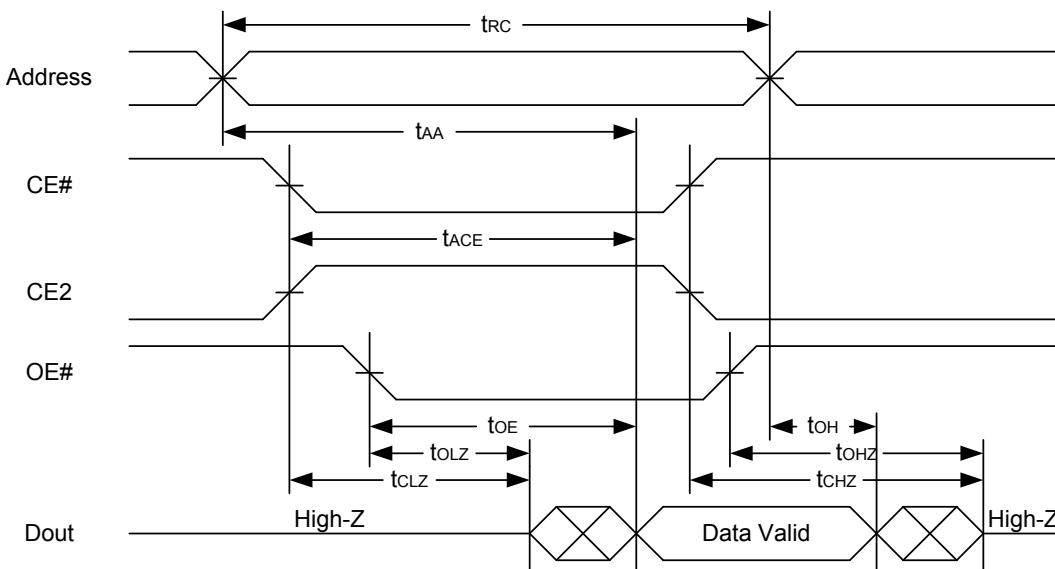 tRC
Address
tAA
CE#
tACE
CE2
OE#
tOE
tOH
tOLZ
tOHZ
tCLZ
tCHZ
High-Z
Data Valid
High-Z
Dout